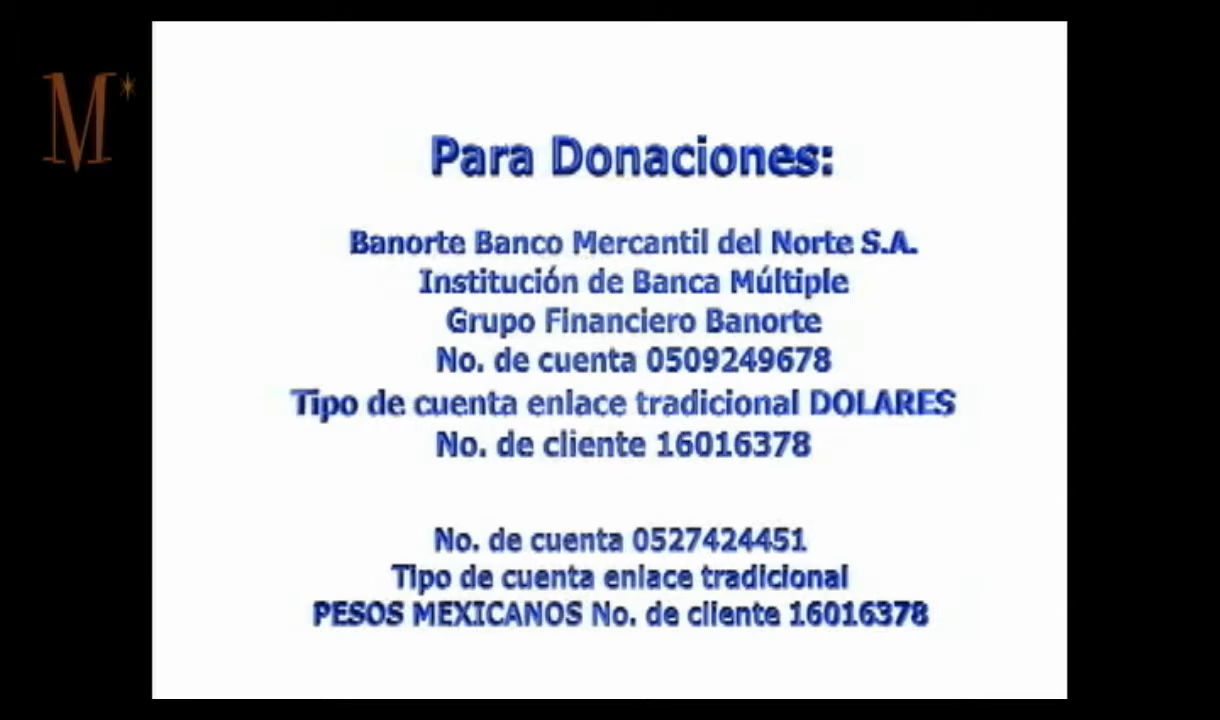 M*
Para Donaciones:
Banorte Banco Mercantil del Norte S.A.
Institución de Banca Múltiple
Grupo Financiero Banorte
No. de cuenta 0509249678
Tipo de cuenta enlace tradicional DOLARES
No. de cliente 16016378
No. de cuenta 0527424451
Tipo de cuenta enlace tradicional
PESOS MEXICANOS No. de cliente 16016378